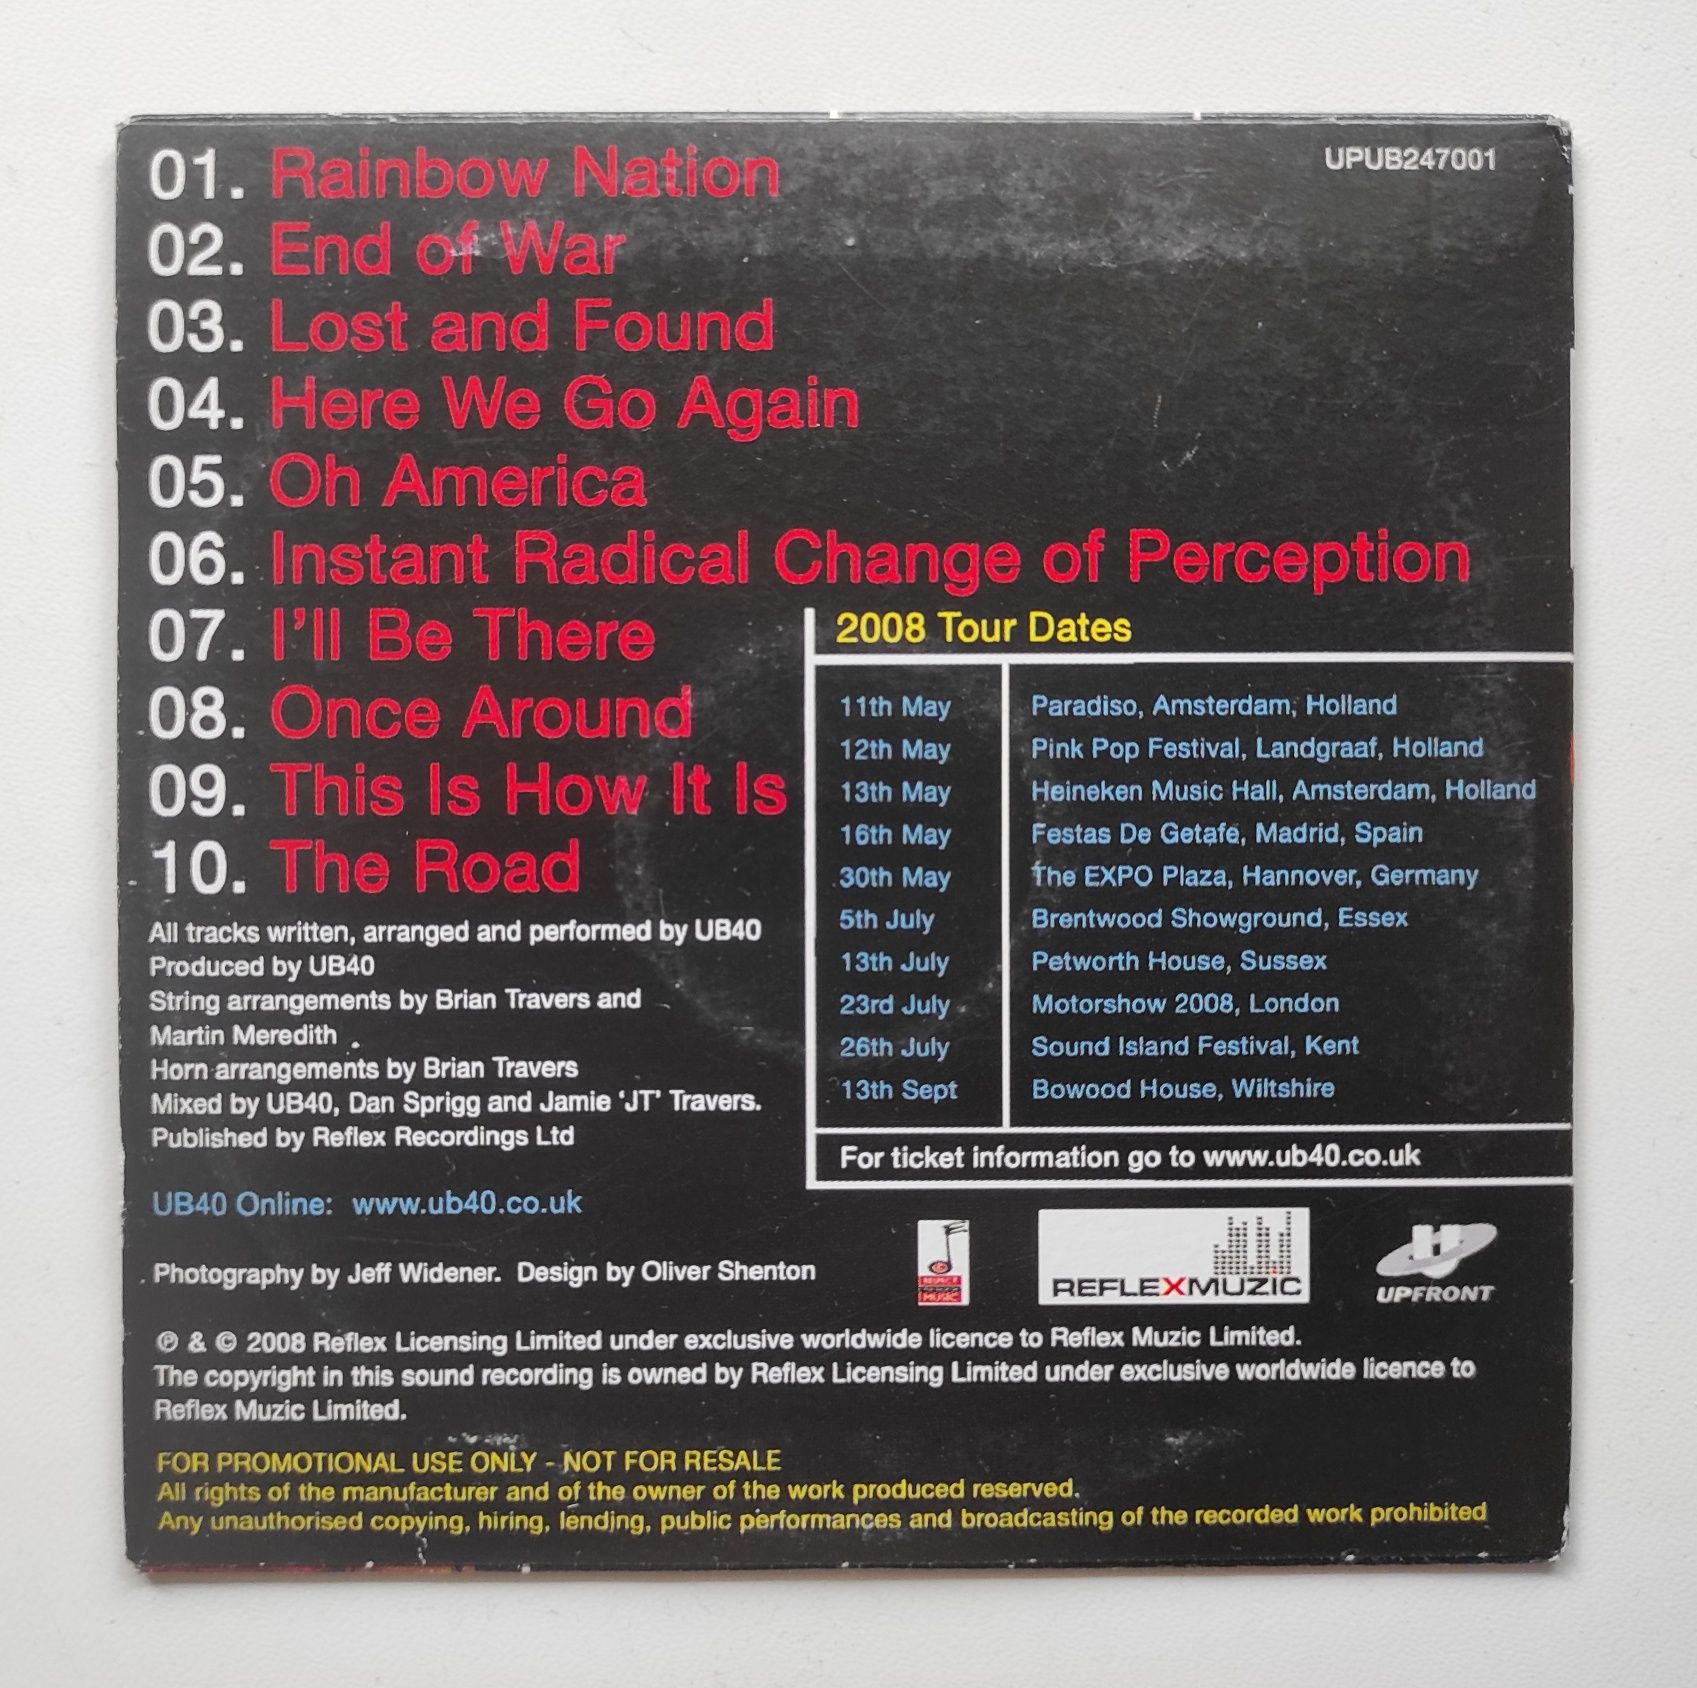 UPUB247001
01. Rainbow Nation
02. End of War
03. Lost and Found
04. Here We Go Again
05. Oh America
06. Instant Radical Change of Perception
07. I'll Be There
08. Once Around
09. This Is How It Is
10. The Road
All tracks written, arranged and performed by UB40
Produced by UB40
String arrangements by Brian Travers and
Martin Meredith
Horn arrangements by Brian Travers
Mixed by UB40, Dan Sprigg and Jamie 'JT' Travers.
Published by Reflex Recordings Ltd
UB40 Online: www.ub40.co.uk
2008 Tour Dates
11th May Paradiso, Amsterdam, Holland
12th May Pink Pop Festival, Landgraaf, Holland
13th May Heineken Music Hall, Amsterdam, Holland
16th May Festas De Getafe, Madrid, Spain
30th May The EXPO Plaza, Hannover, Germany
5th July Brentwood Showground, Essex
13th July Petworth House, Sussex
23rd July Motorshow 2008, London
26th July Sound Island Festival, Kent
13th Sept Bowood House, Wiltshire
For ticket information go to www.ub40.co.uk
Photography by Jeff Widener. Design by Oliver Shenton
MUSIC
REFLEXMUZIC
UPFRONT
℗ & © 2008 Reflex Licensing Limited under exclusive worldwide licence to Reflex Muzic Limited.
The copyright in this sound recording is owned by Reflex Licensing Limited under exclusive worldwide licence to
Reflex Muzic Limited.
FOR PROMOTIONAL USE ONLY - NOT FOR RESALE
All rights of the manufacturer and of the owner of the work produced reserved.
Any unauthorised copying, hiring, lending, public performances and broadcasting of the recorded work prohibited